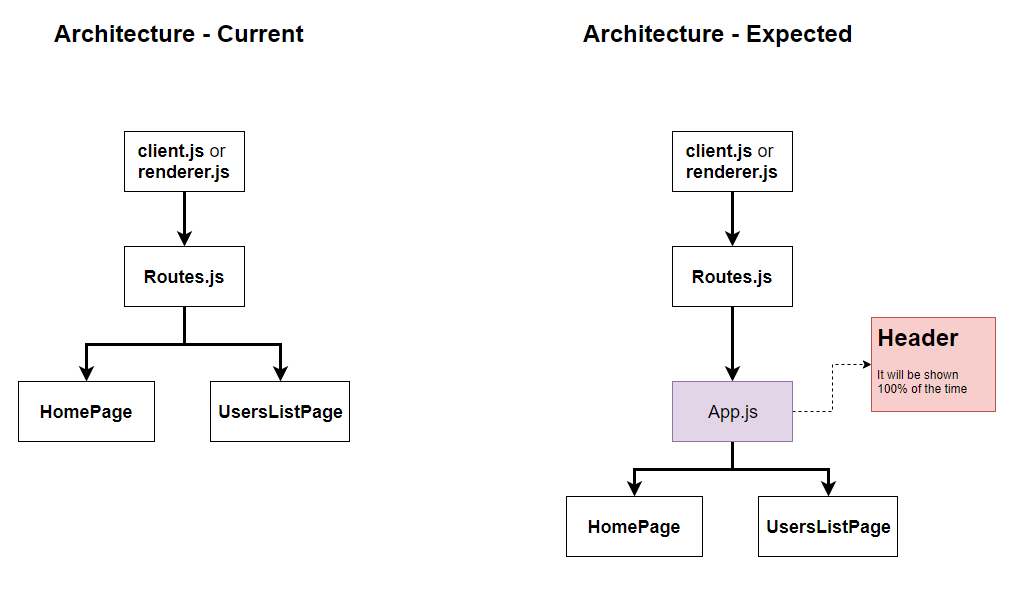 Architecture - Current
client.js or
renderer.js
Routes.js
HomePage
UsersListPage
Architecture - Expected
client.js or
renderer.js
Routes.js
Header
It will be shown
100% of the time
App.js
HomePage
UsersListPage